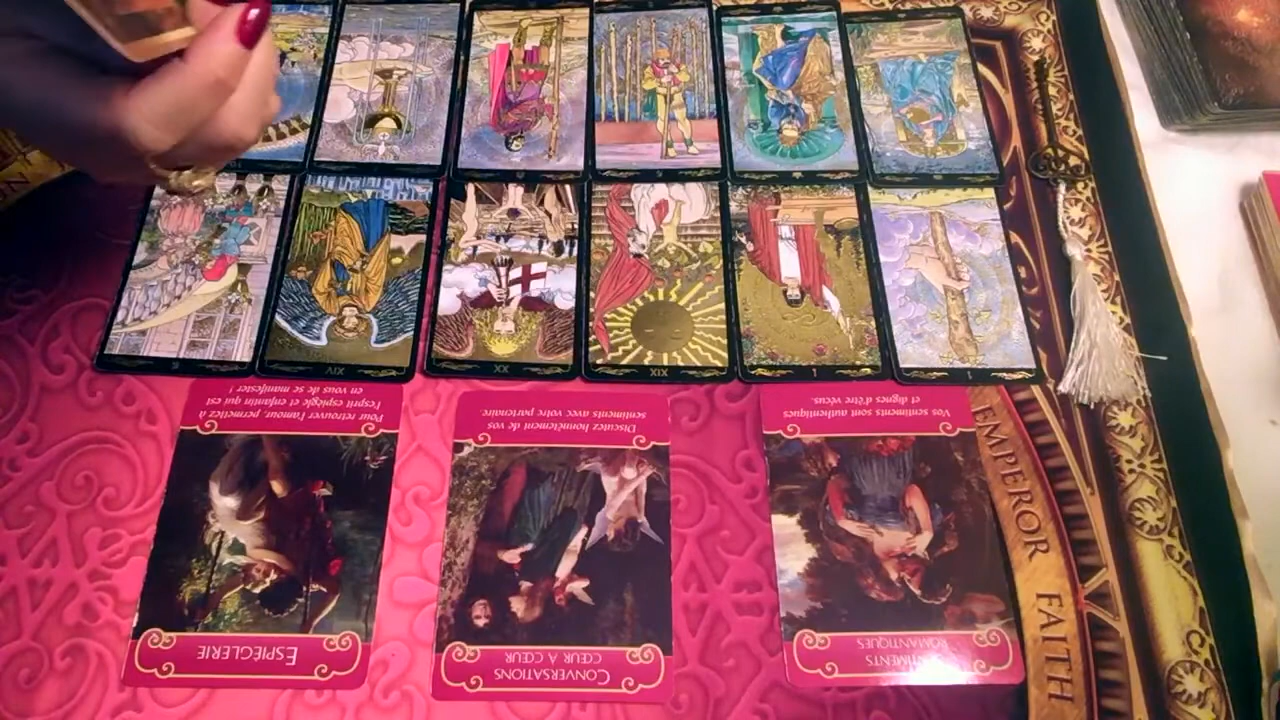 XIV
XX
XIX
I
I
Pour retrouver l'amour, permettez à
l'esprit espiègle et enfantin qui est
en vous de se manifester !
ESPIÈGLERIE
Discutez honnêtement de vos
sentiments avec votre partenaire.
CONVERSATIONS
CŒUR À CŒUR
Vos sentiments sont authentiques
et dignes d'être vécus.
SENTIMENTS
ROMANTIQUES
EMPEROR FAITH